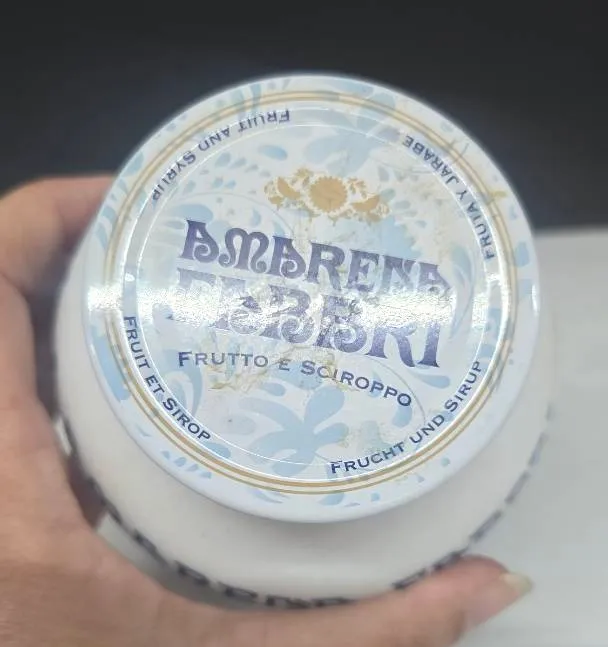 AMARENA
FABBRI
FRUTTO E SCIROPPO
FRUIT AND SYRUP
FRUTA Y JARABE
FRUIT ET SIROP
FRUCHT UND SIRUP